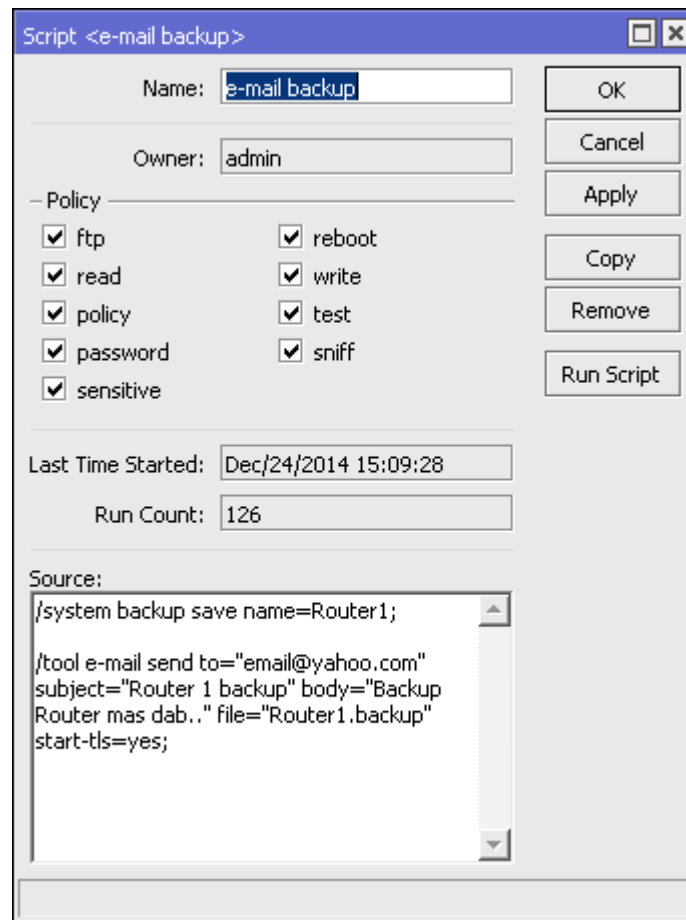 Script <e-mail backup>
Name: e-mail backup
OK
Owner: admin
Cancel
Policy
Apply
ftp reboot
Copy
read write
policy test
Remove
password sniff
Run Script
sensitive
Last Time Started: Dec/24/2014 15:09:28
Run Count: 126
Source:
/system backup save name=Router1;
/tool e-mail send to="email@yahoo.com"
subject="Router 1 backup" body="Backup
Router mas dab.." file="Router1.backup"
start-tls=yes;